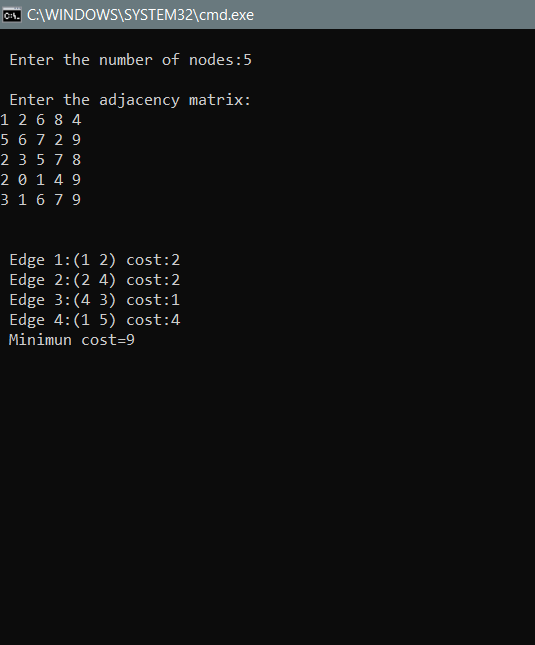 C:\WINDOWS\SYSTEM32\cmd.exe
Enter the number of nodes:5
Enter the adjacency matrix:
1 2 6 8 4
5 6 7 2 9
2 3 5 7 8
2 0 1 4 9
3 1 6 7 9
Edge 1:(1 2) cost:2
Edge 2:(2 4) cost:2
Edge 3:(4 3) cost:1
Edge 4:(1 5) cost:4
Minimun cost=9